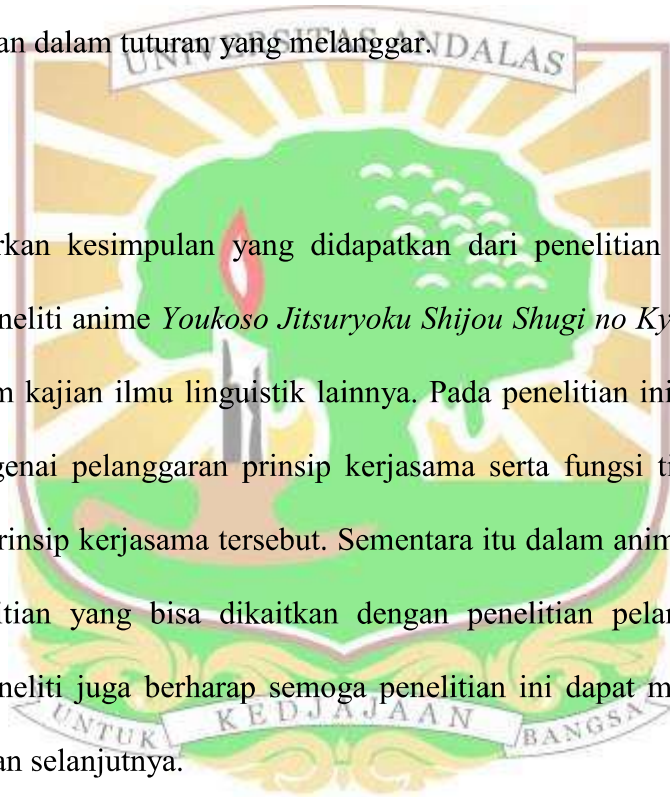 an dalam tuturan yang melanggar.
UNIVERSITAS ANDALAS
rkan kesimpulan yang didapatkan dari penelitian
neliti anime Youkoso Jitsuryoku Shijou Shugi no Ky
m kajian ilmu linguistik lainnya. Pada penelitian ini
genai pelanggaran prinsip kerjasama serta fungsi ti
rinsip kerjasama tersebut. Sementara itu dalam anim
itian yang bisa dikaitkan dengan penelitian pelan
neliti juga berharap semoga penelitian ini dapat m
UNTUK KEDJAJAAN BANGSA
an selanjutnya.